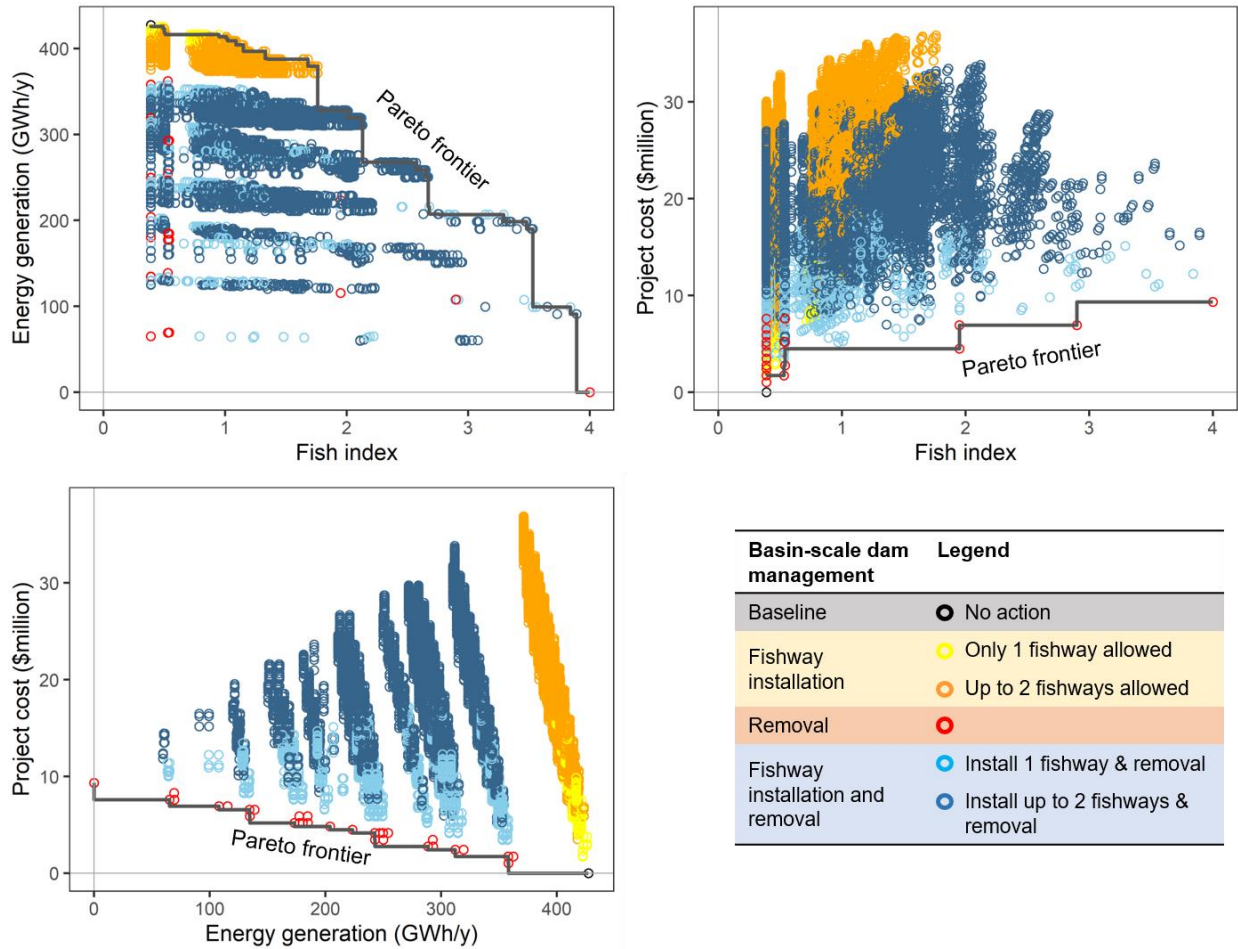 400
300
200
100
0
Energy generation (GWh/y)
Pareto frontier
0 1 2 3 4
Fish index
30
20
10
0
Project cost ($million)
Pareto frontier
0 1 2 3 4
Fish index
30
20
10
0
Project cost ($million)
Pareto frontier
0 100 200 300 400
Energy generation (GWh/y)
Basin-scale dam management Legend
Baseline No action
Fishway installation Only 1 fishway allowed
Up to 2 fishways allowed
Removal
Fishway installation and removal Install 1 fishway & removal
Install up to 2 fishways & removal